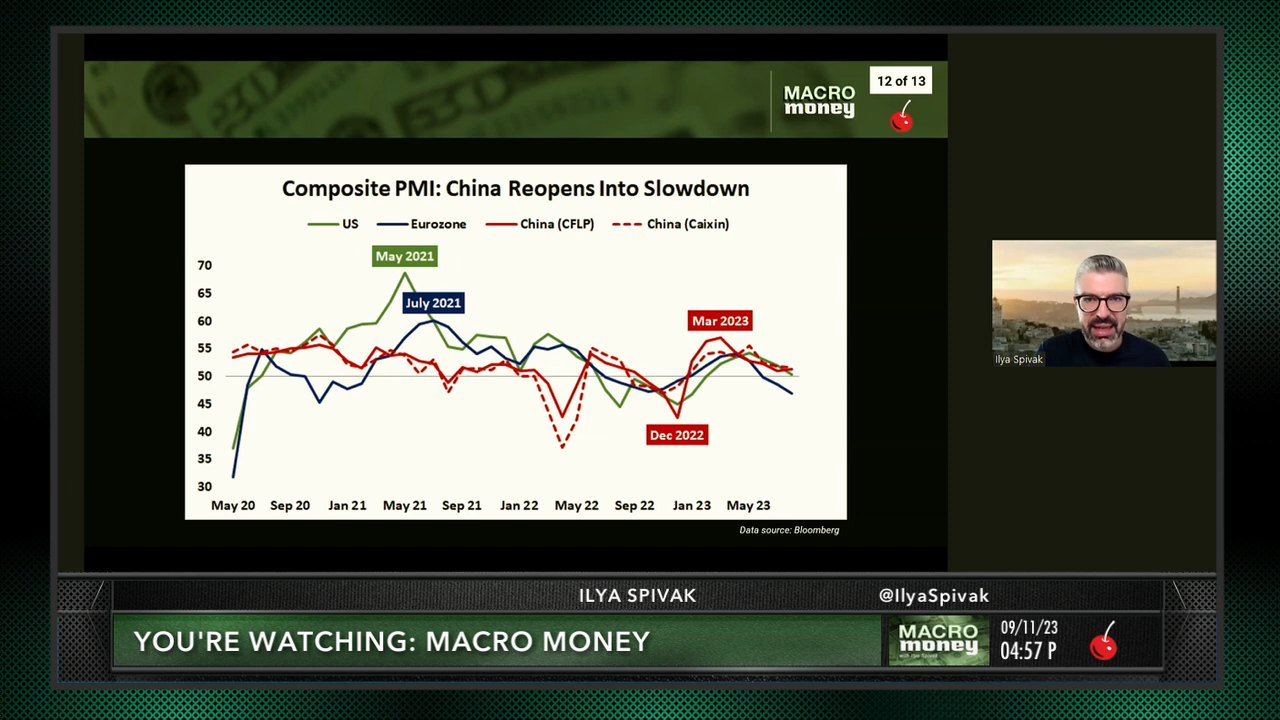 MACRO
money
12 of 13
Composite PMI: China Reopens Into Slowdown
US Eurozone China (CFLP) China (Caixin)
May 2021
July 2021
Mar 2023
Dec 2022
70
65
60
55
50
45
40
35
30
May 20 Sep 20 Jan 21 May 21 Sep 21 Jan 22 May 22 Sep 22 Jan 23 May 23
Data source: Bloomberg
Ilya Spivak
ILYA SPIVAK @IlyaSpivak
YOU'RE WATCHING: MACRO MONEY
MACRO
money
with Ilya Spivak
09/11/23
04:57 P